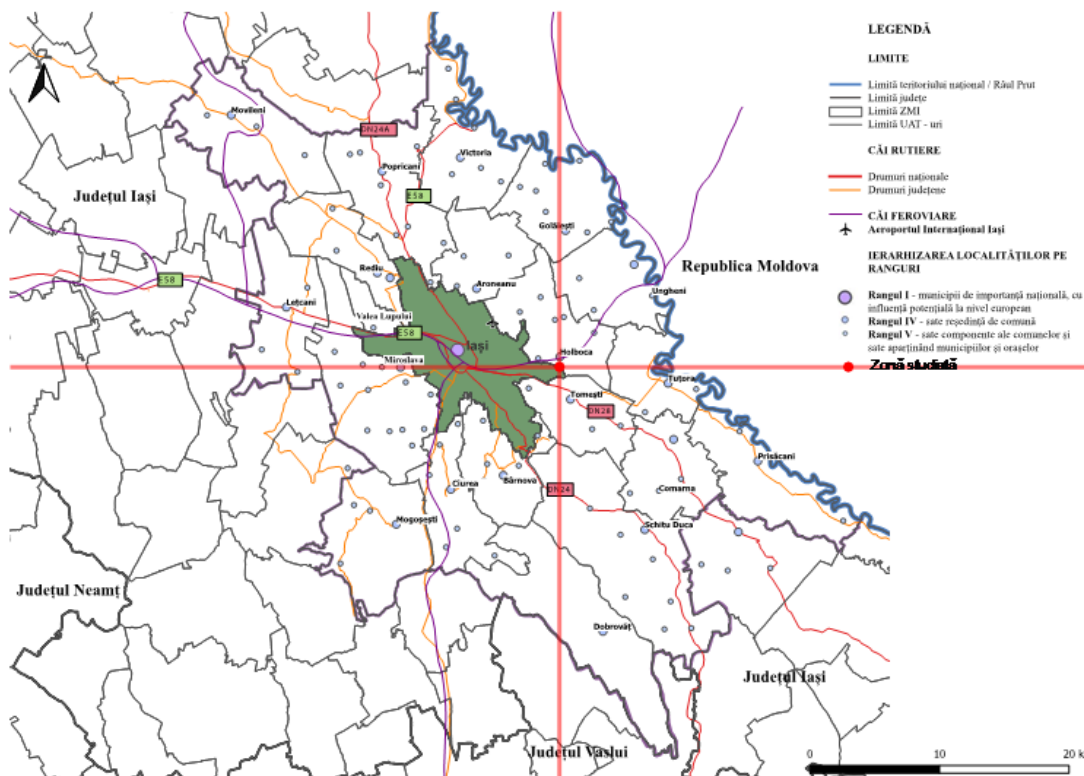 LEGENDĂ
LIMITE
Limită teritoriului național / Râul Prut
Limită județe
Limită ZMI
Limită UAT - uri
CĂI RUTIERE
Drumuri naționale
Drumuri județene
CĂI FEROVIARE
Aeroportul Internațional Iași
IERARHIZAREA LOCALITĂȚILOR PE
RANGURI
Rangul I - municipii de importanță națională, cu
influență potențială la nivel european
Rangul IV - sate reședință de comună
Rangul V - sate componente ale comunelor și
sate aparținând municipiilor și orașelor
Zonă studiată
Movileni
DN24A
Victoria
Popricani
Județul Iași
E58
Golăiești
Republica Moldova
Rediu
E58
Aroneanu
Ungheni
Lețcani
Valea Lupului
E58
Iași
Holboca
Miroslava
Tuțora
Tomești
DN28
Prisăcani
Ciurea
Bârnova
DN24
Comarna
Mogoșești
Schitu Duca
Județul Neamț
Dobrovăț
Județul Iași
Județul Vaslui
0 10 20 k